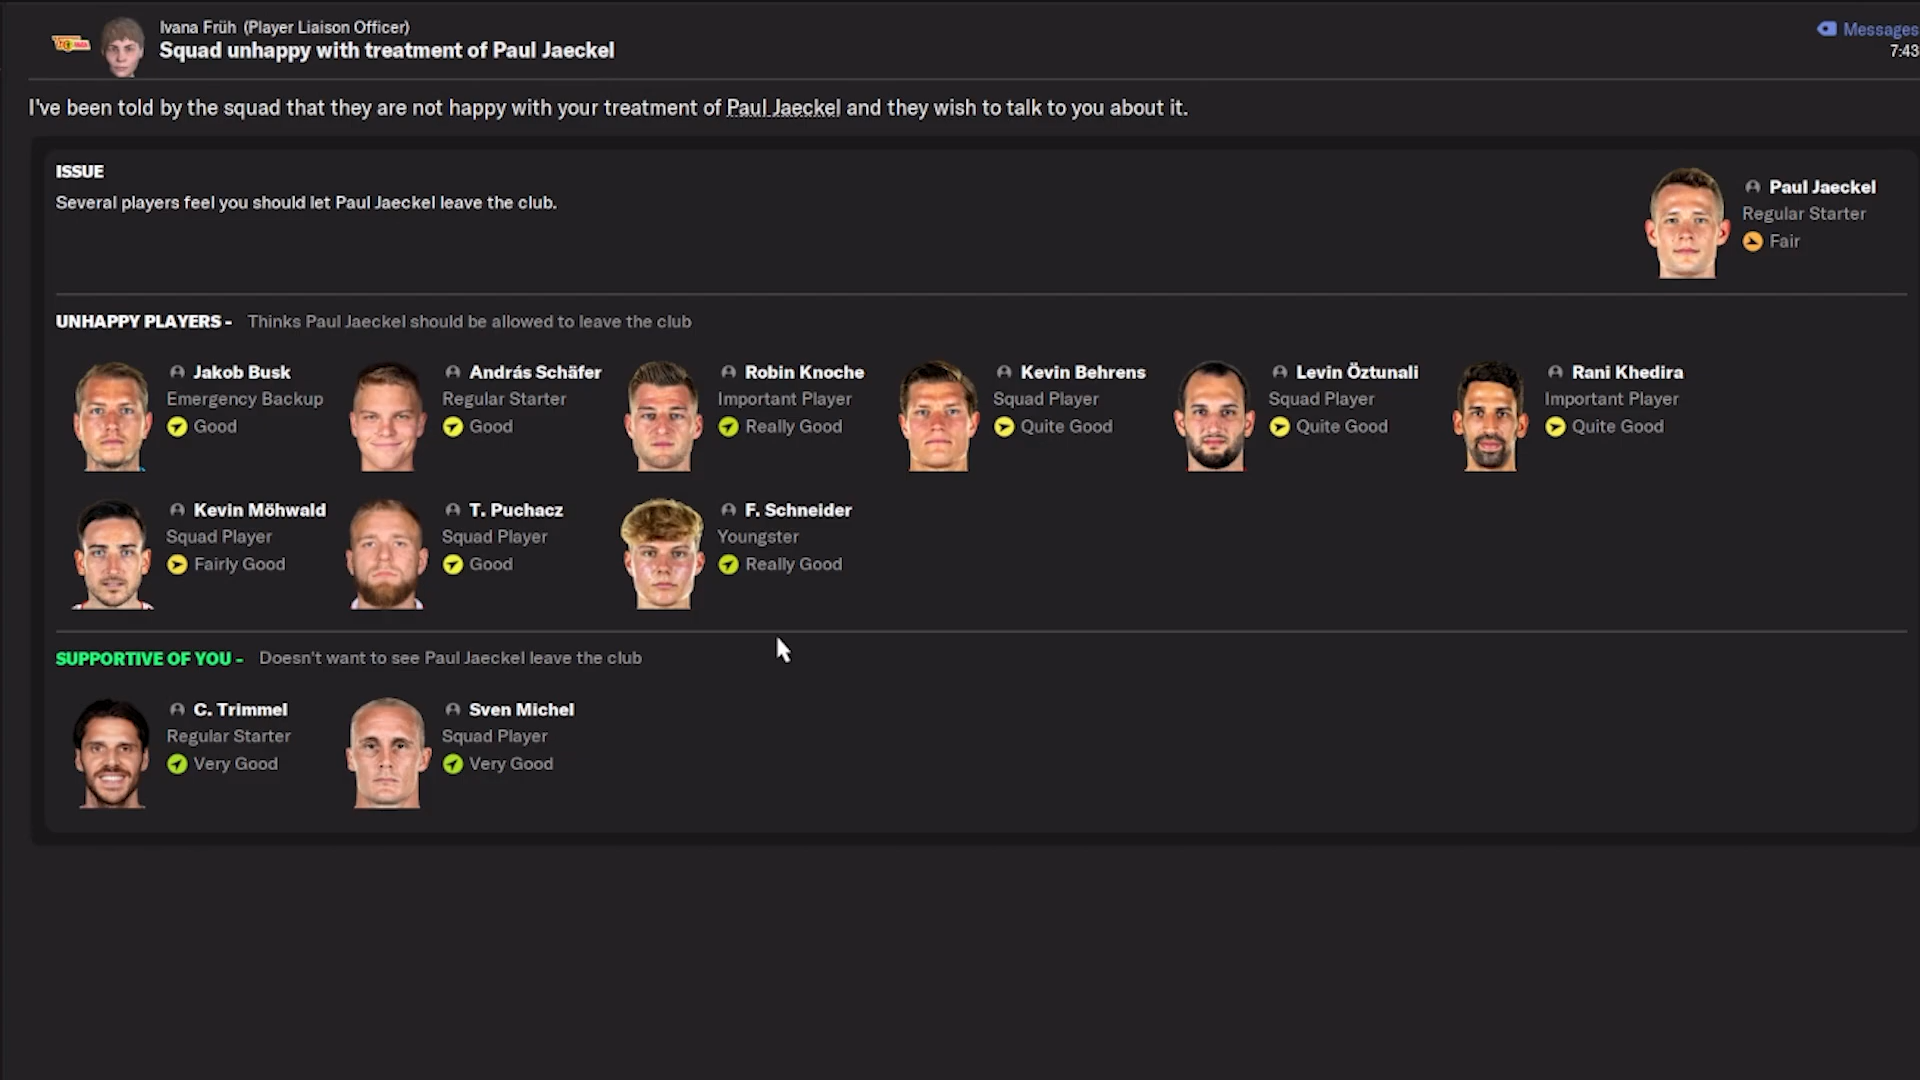 Ivana Früh (Player Liaison Officer)
Squad unhappy with treatment of Paul Jaeckel
Messages
7:43
I've been told by the squad that they are not happy with your treatment of Paul Jaeckel and they wish to talk to you about it.
ISSUE
Several players feel you should let Paul Jaeckel leave the club.
Paul Jaeckel
Regular Starter
Fair
UNHAPPY PLAYERS - Thinks Paul Jaeckel should be allowed to leave the club
Jakob Busk
Emergency Backup
Good
András Schäfer
Regular Starter
Good
Robin Knoche
Important Player
Really Good
Kevin Behrens
Squad Player
Quite Good
Levin Öztunali
Squad Player
Quite Good
Rani Khedira
Important Player
Quite Good
Kevin Möhwald
Squad Player
Fairly Good
T. Puchacz
Squad Player
Good
F. Schneider
Youngster
Really Good
SUPPORTIVE OF YOU - Doesn't want to see Paul Jaeckel leave the club
C. Trimmel
Regular Starter
Very Good
Sven Michel
Squad Player
Very Good